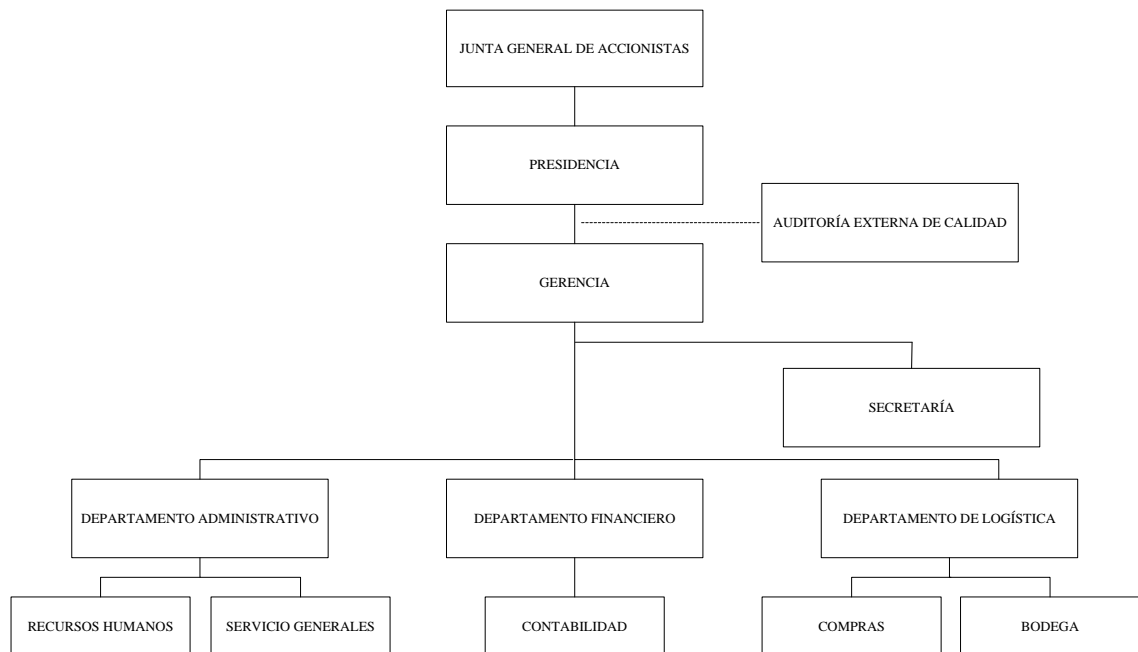 JUNTA GENERAL DE ACCIONISTAS
PRESIDENCIA
AUDITORÍA EXTERNA DE CALIDAD
GERENCIA
SECRETARÍA
DEPARTAMENTO ADMINISTRATIVO
DEPARTAMENTO FINANCIERO
DEPARTAMENTO DE LOGÍSTICA
RECURSOS HUMANOS
SERVICIO GENERALES
CONTABILIDAD
COMPRAS
BODEGA